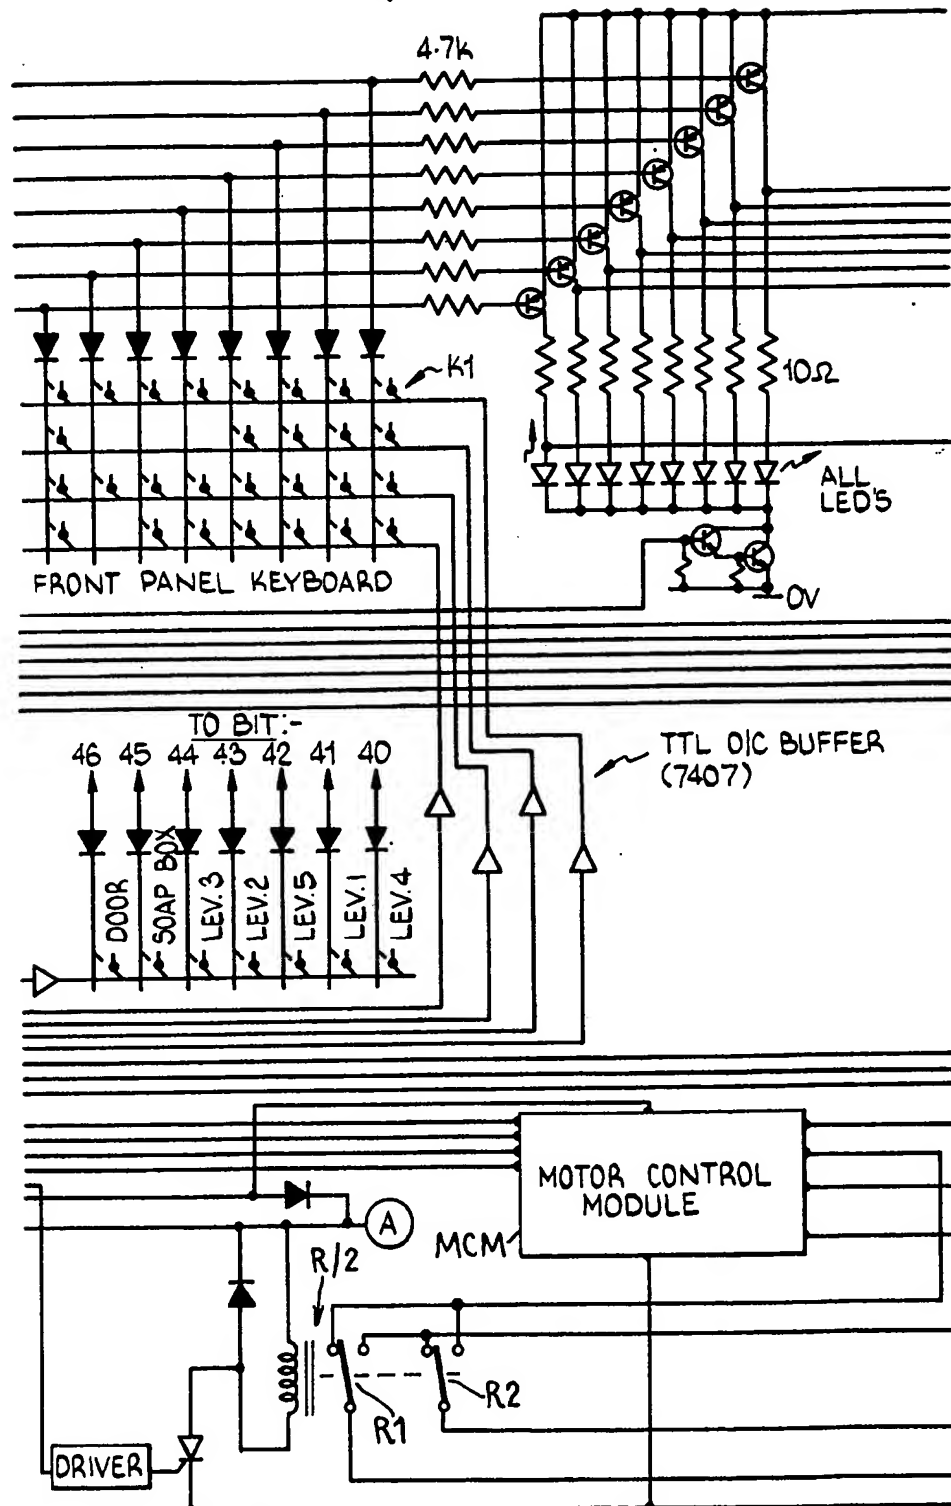 4.7k
K1
10Ω
ALL
LED'S
FRONT PANEL KEYBOARD
0V
TO BIT:-
46 45 44 43 42 41 40
TTL O/C BUFFER
(7407)
DOOR
SOAP BOX
LEV.3
LEV.2
LEV.5
LEV.1
LEV.4
MOTOR CONTROL
MODULE
A
MCM
R/2
R1
R2
DRIVER